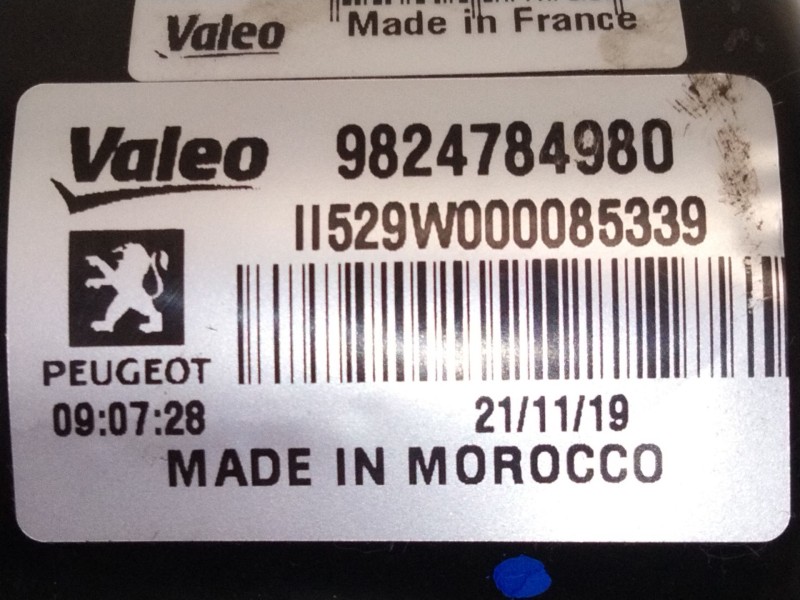 Valeo
Made in France
Valeo 9824784980
II529W000085339
PEUGEOT
09:07:28 21/11/19
MADE IN MOROCCO